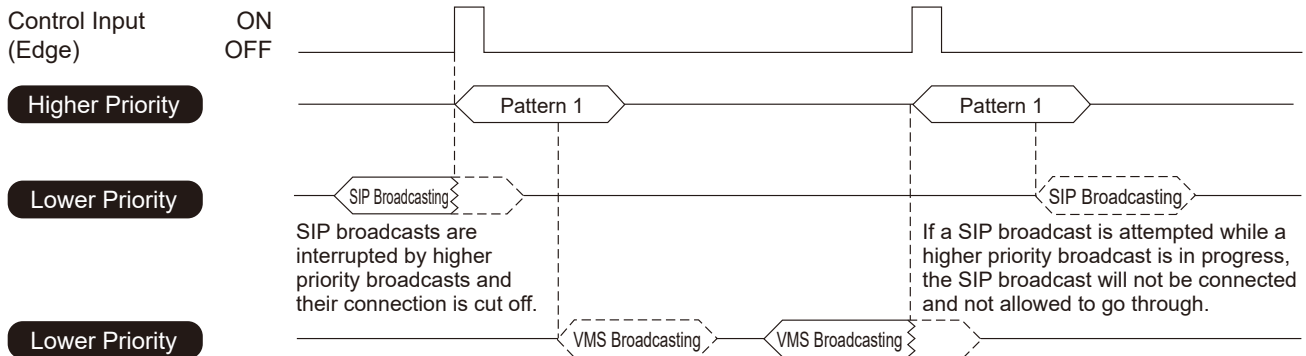 Control Input ON
(Edge) OFF
Higher Priority
Pattern 1 Pattern 1
Lower Priority
SIP Broadcasting SIP Broadcasting
SIP broadcasts are
interrupted by higher
priority broadcasts and
their connection is cut off.
If a SIP broadcast is attempted while a
higher priority broadcast is in progress,
the SIP broadcast will not be connected
and not allowed to go through.
Lower Priority
VMS Broadcasting VMS Broadcasting